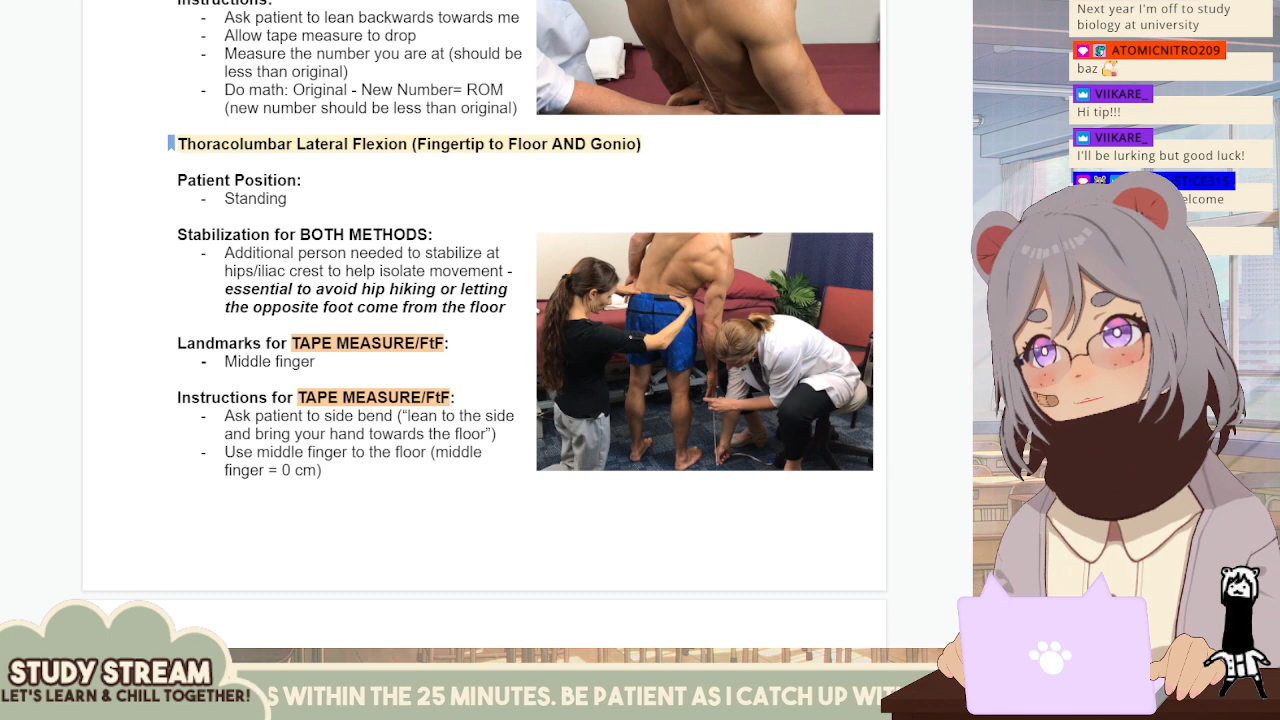 Instructions:
- Ask patient to lean backwards towards me
- Allow tape measure to drop
- Measure the number you are at (should be
less than original)
- Do math: Original - New Number= ROM
(new number should be less than original)
Thoracolumbar Lateral Flexion (Fingertip to Floor AND Gonio)
Patient Position:
- Standing
Stabilization for BOTH METHODS:
- Additional person needed to stabilize at
hips/iliac crest to help isolate movement -
essential to avoid hip hiking or letting
the opposite foot come from the floor
Landmarks for TAPE MEASURE/FtF:
- Middle finger
Instructions for TAPE MEASURE/FtF:
- Ask patient to side bend (“lean to the side
and bring your hand towards the floor”)
- Use middle finger to the floor (middle
finger = 0 cm)
Next year I'm off to study
biology at university
ATOMICNITRO209
baz
VIIKARE_
Hi tip!!!
VIIKARE_
I'll be lurking but good luck!
STUDY STREAM
LET'S LEARN & CHILL TOGETHER!
S WITHIN THE 25 MINUTES. BE PATIENT AS I CATCH UP WIT